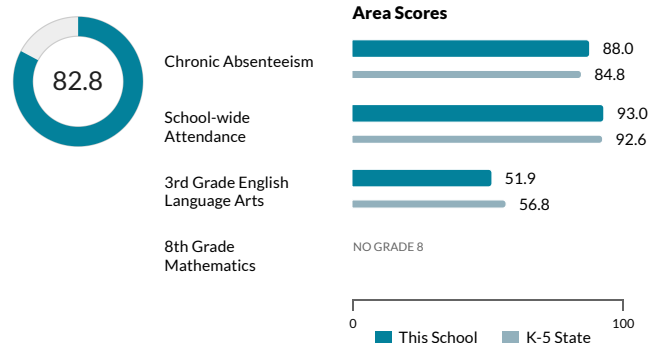 Area Scores
82.8
Chronic Absenteeism
88.0
84.8
School-wide
Attendance
93.0
92.6
3rd Grade English
Language Arts
51.9
56.8
8th Grade
Mathematics
NO GRADE 8
0
100
This School
K-5 State